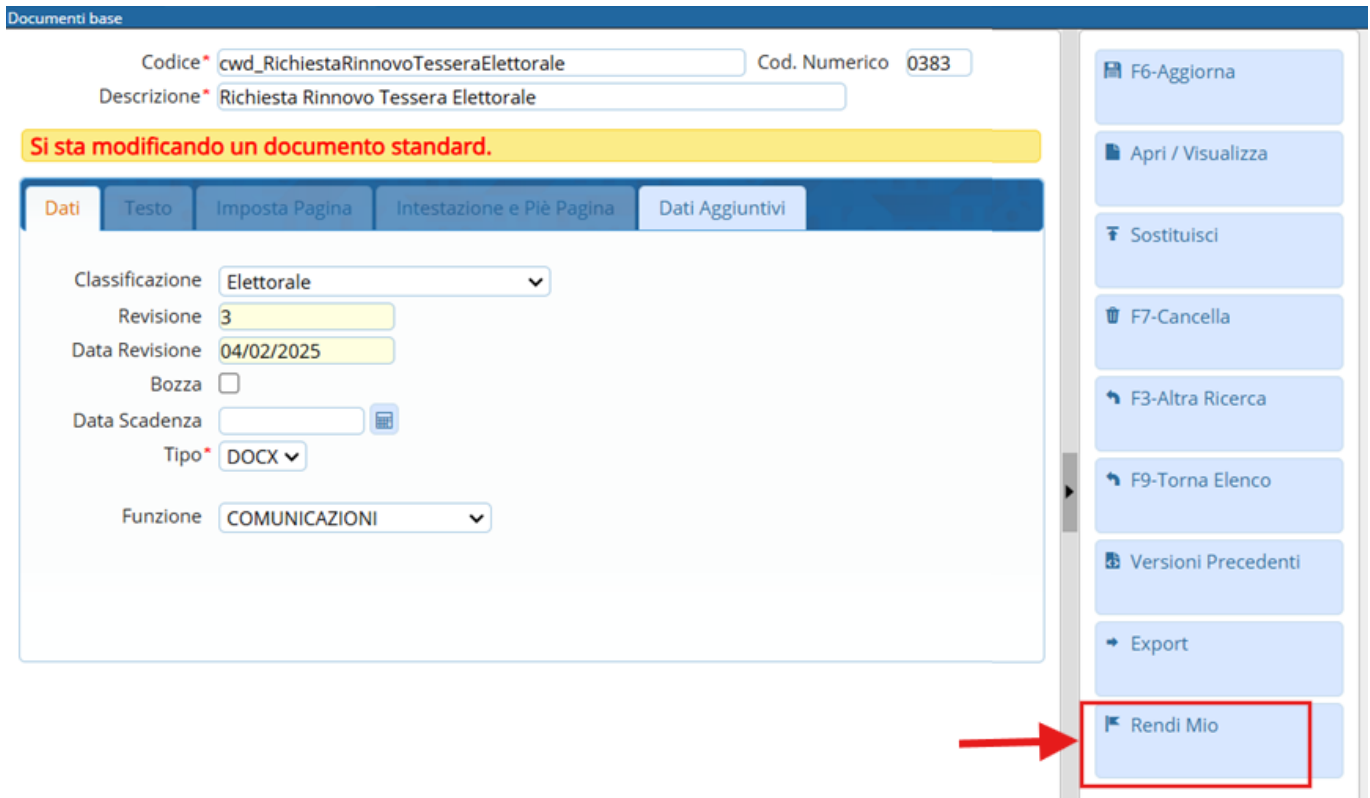 Documenti base
Codice* cwd_RichiestaRinnovoTesseraElettorale Cod. Numerico 0383
Descrizione* Richiesta Rinnovo Tessera Elettorale
Si sta modificando un documento standard.
Dati Testo Imposta Pagina Intestazione e Piè Pagina Dati Aggiuntivi
Classificazione Elettorale
Revisione 3
Data Revisione 04/02/2025
Bozza
Data Scadenza
Tipo* DOCX
Funzione COMUNICAZIONI
F6-Aggiorna
Apri / Visualizza
Sostituisci
F7-Cancella
F3-Altra Ricerca
F9-Torna Elenco
Versioni Precedenti
Export
Rendi Mio